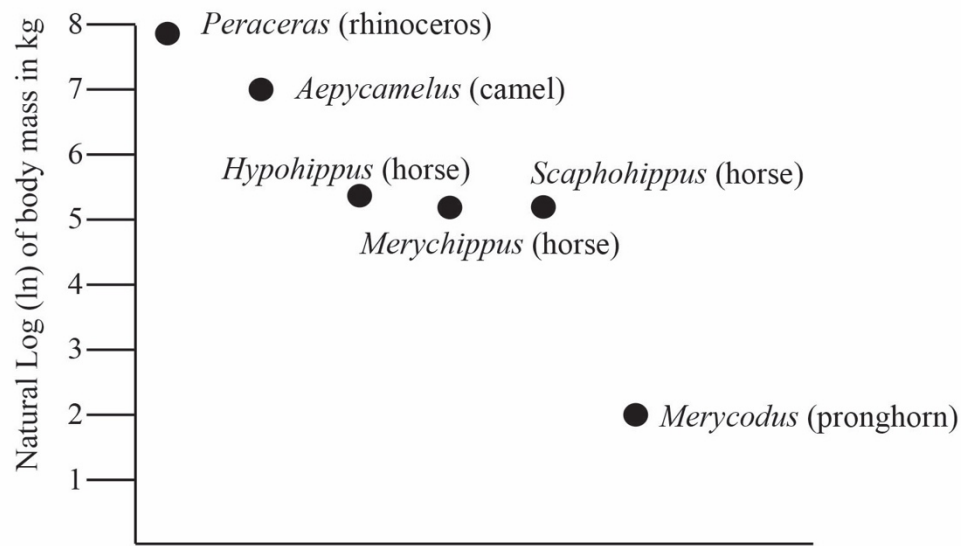 Natural Log (ln) of body mass in kg
8
7
6
5
4
3
2
1
Peraceras (rhinoceros)
Aepycamelus (camel)
Hypohippus (horse)
Scaphohippus (horse)
Merychippus (horse)
Merycodus (pronghorn)